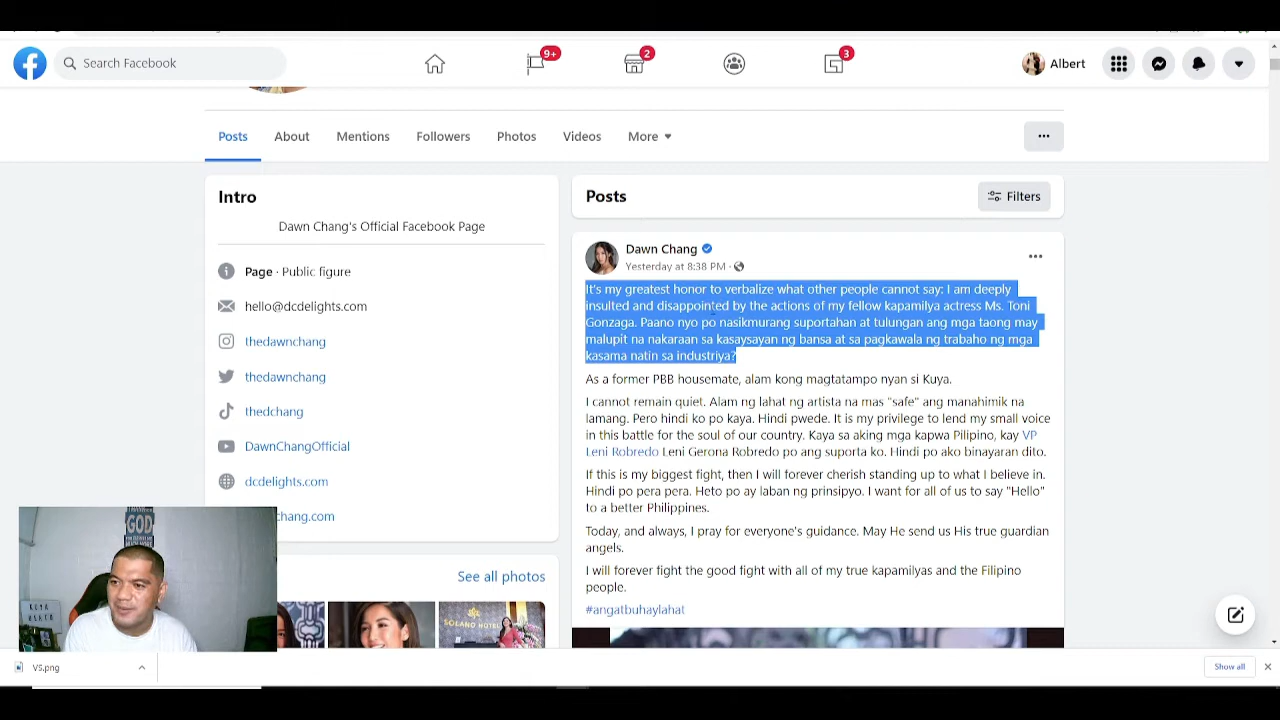 Search Facebook
9+
2
3
Albert
Posts
About
Mentions
Followers
Photos
Videos
More
Intro
Dawn Chang's Official Facebook Page
Page · Public figure
hello@dcdelights.com
thedawnchang
thedawnchang
thedchang
DawnChangOfficial
dcdelights.com
chang.com
See all photos
SOLANO HOTEL
Posts
Filters
Dawn Chang
Yesterday at 8:38 PM ·
It's my greatest honor to verbalize what other people cannot say: I am deeply
insulted and disappointed by the actions of my fellow kapamilya actress Ms. Toni
Gonzaga. Paano nyo po nasikmurang suportahan at tulungan ang mga taong may
malupit na nakaraan sa kasaysayan ng bansa at sa pagkawala ng trabaho ng mga
kasama natin sa industriya?
As a former PBB housemate, alam kong magtatampo nyan si Kuya.
I cannot remain quiet. Alam ng lahat ng artista na mas "safe" ang manahimik na
lamang. Pero hindi ko po kaya. Hindi pwede. It is my privilege to lend my small voice
in this battle for the soul of our country. Kaya sa aking mga kapwa Pilipino, kay VP
Leni Robredo Leni Gerona Robredo po ang suporta ko. Hindi po ako binayaran dito.
If this is my biggest fight, then I will forever cherish standing up to what I believe in.
Hindi po pera pera. Heto po ay laban ng prinsipyo. I want for all of us to say "Hello"
to a better Philippines.
Today, and always, I pray for everyone's guidance. May He send us His true guardian
angels.
I will forever fight the good fight with all of my true kapamilyas and the Filipino
people.
#angatbuhaylahat
GOD
VS.png
Show all